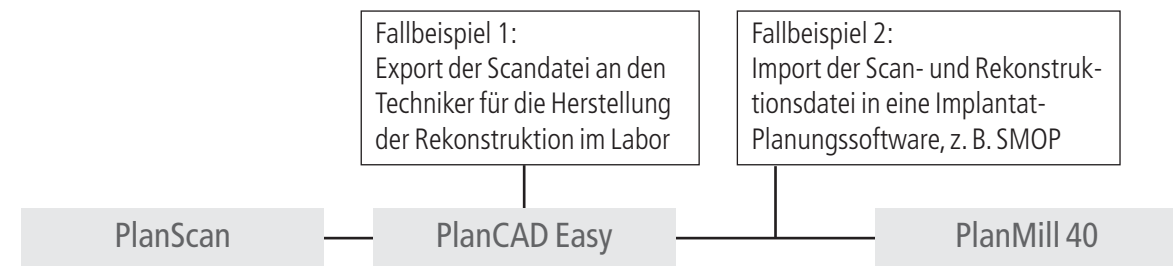 Fallbeispiel 1:
Export der Scandatei an den
Techniker für die Herstellung
der Rekonstruktion im Labor
Fallbeispiel 2:
Import der Scan- und Rekonstruk-
tionsdatei in eine Implantat-
Planungssoftware, z. B. SMOP
PlanScan
PlanCAD Easy
PlanMill 40